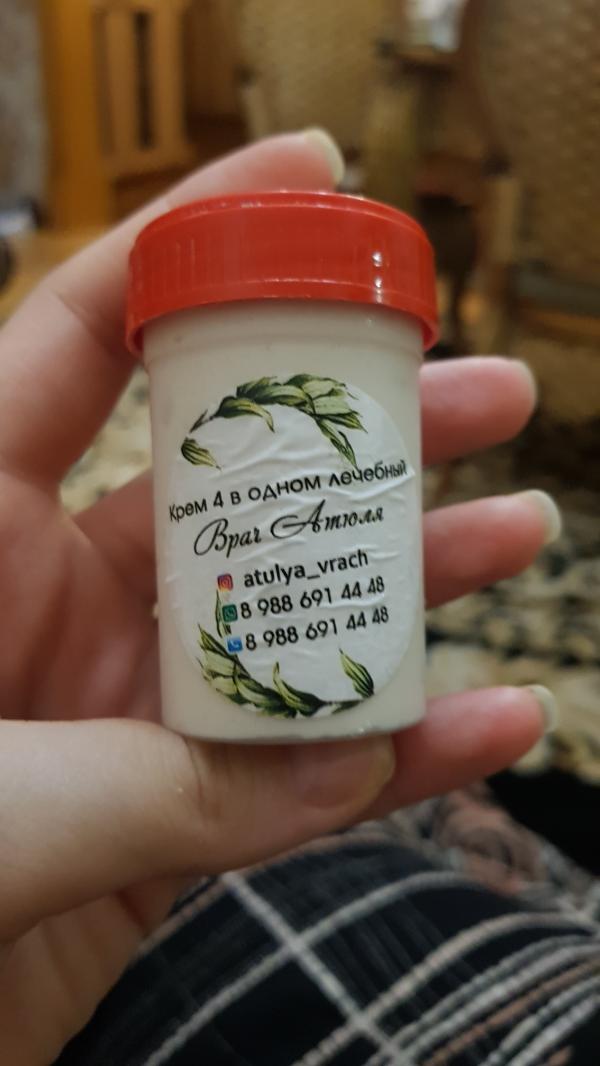 Крем 4 в одном лечебный
Врач Атюля
atulya_vrach
8 988 691 44 48
8 988 691 44 48